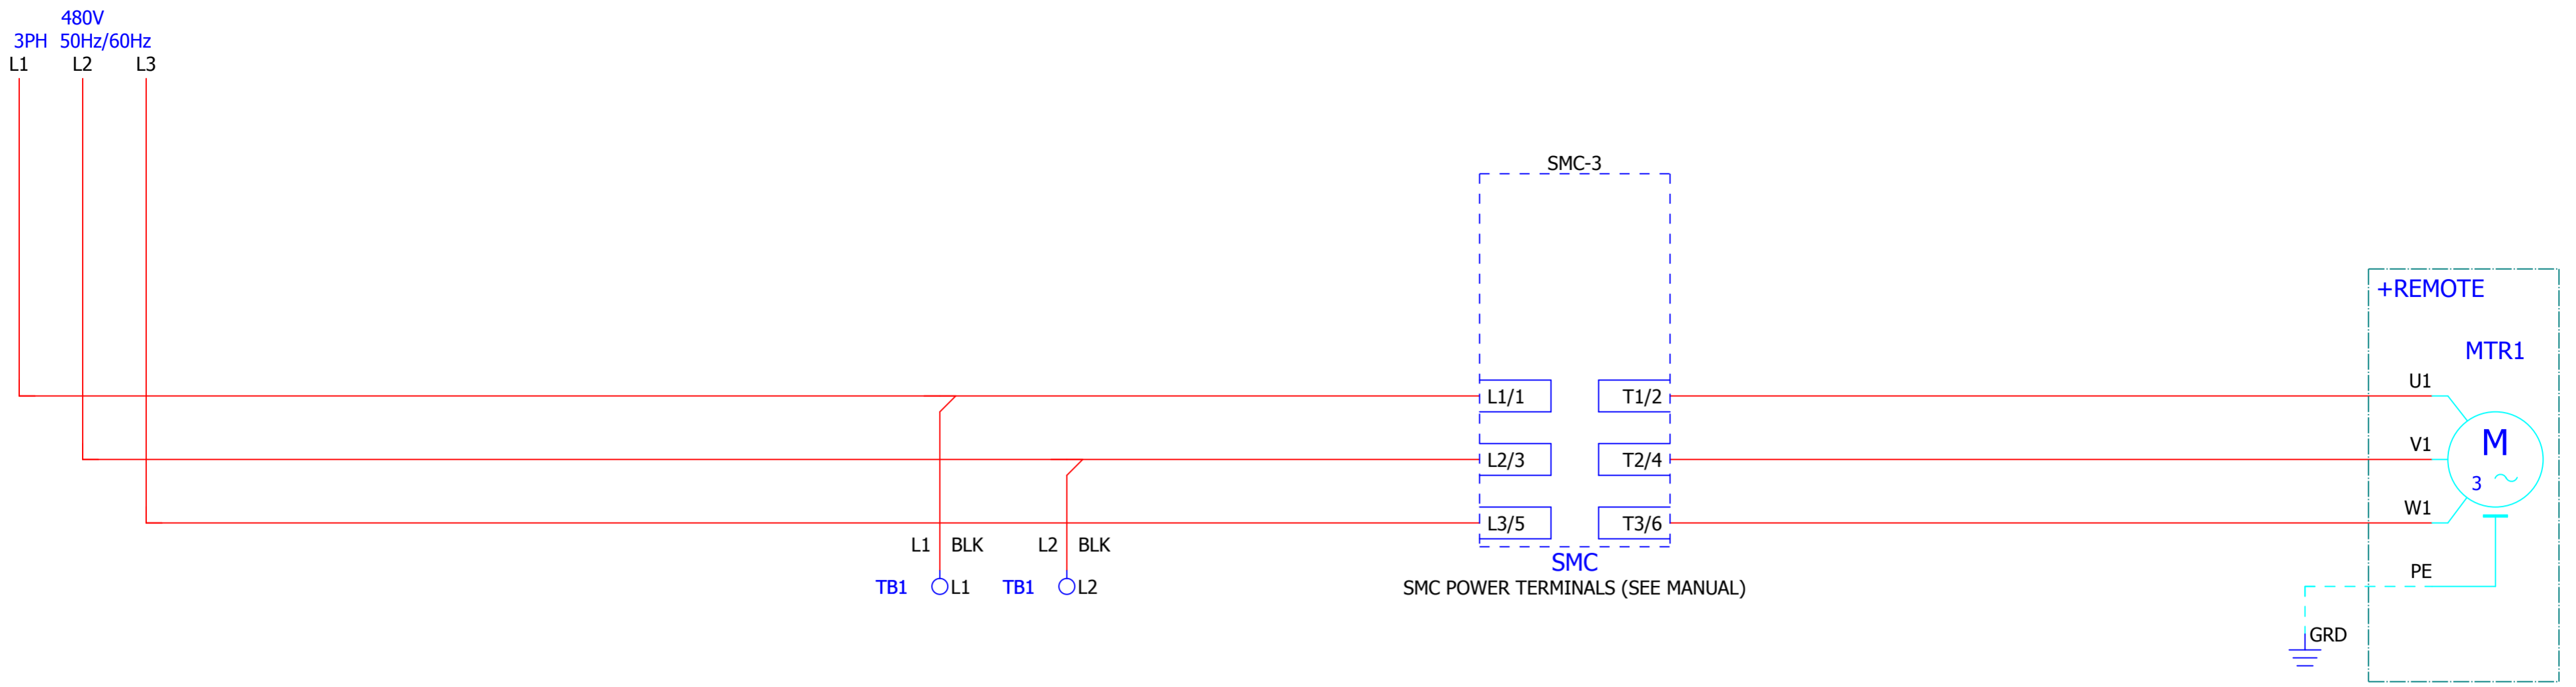 480V
3PH 50Hz/60Hz
L1 L2 L3
SMC-3
+REMOTE
MTR1
U1
L1/1 T1/2
V1
M
L2/3 T2/4
3
W1
L3/5 T3/6
L1 BLK L2 BLK
SMC
PE
TB1 L1 TB1 L2
SMC POWER TERMINALS (SEE MANUAL)
GRD